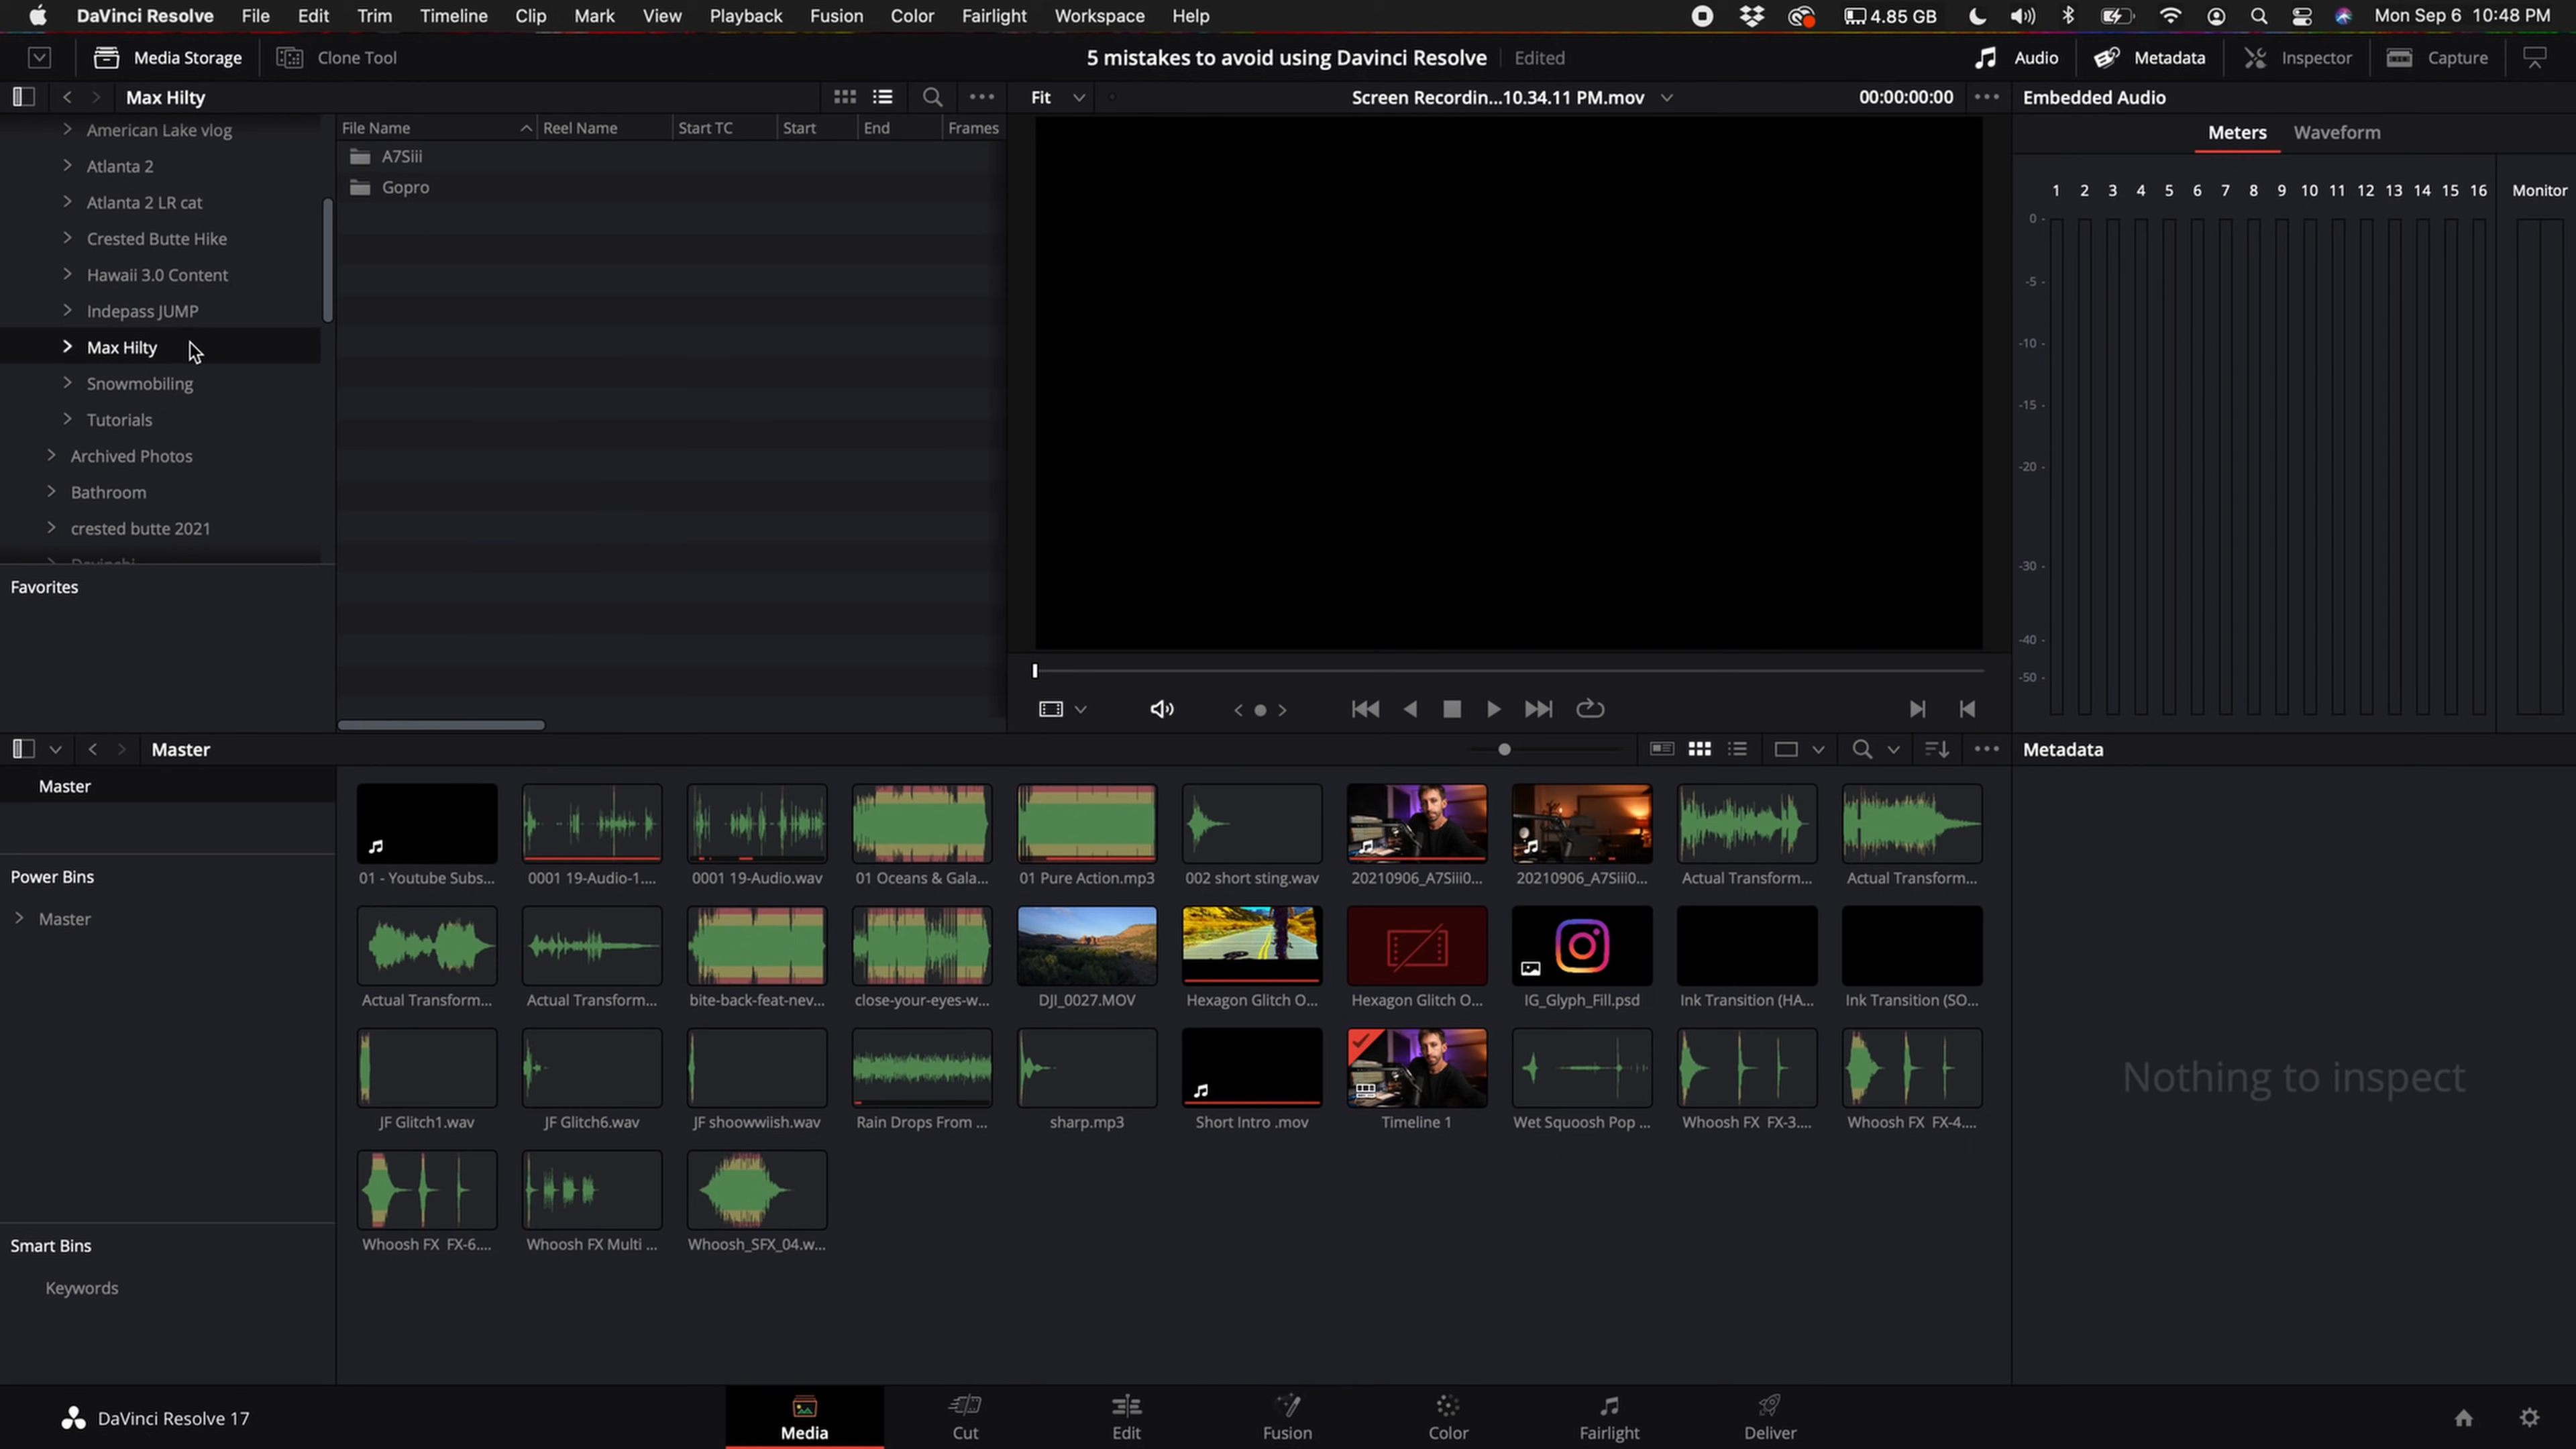 DaVinci Resolve File Edit Trim Timeline Clip Mark View Playback Fusion Color Fairlight Workspace Help 4.85 GB Mon Sep 6 10:48 PM
Media Storage Clone Tool 5 mistakes to avoid using Davinci Resolve Edited Audio Metadata Inspector Capture
Max Hilty Fit Screen Recordin...10.34.11 PM.mov 00:00:00:00 Embedded Audio
File Name Reel Name Start TC Start End Frames
Meters Waveform
American Lake vlog
Atlanta 2
Atlanta 2 LR cat
Crested Butte Hike
Hawaii 3.0 Content
Indepass JUMP
Max Hilty
Snowmobiling
Tutorials
Archived Photos
Bathroom
crested butte 2021
A7Siii
Gopro
1 2 3 4 5 6 7 8 9 10 11 12 13 14 15 16 Monitor
0
-5
-10
-15
-20
-30
-40
-50
Favorites
Master
Metadata
Master
Power Bins
Master
Smart Bins
Keywords
01 - Youtube Subs... 0001 19-Audio-1.... 0001 19-Audio.wav 01 Oceans & Gala... 01 Pure Action.mp3 002 short sting.wav 20210906_A7Siii0... 20210906_A7Siii0... Actual Transform... Actual Transform...
Actual Transform... Actual Transform... bite-back-feat-nev... close-your-eyes-w... DJI_0027.MOV Hexagon Glitch O... Hexagon Glitch O... IG_Glyph_Fill.psd Ink Transition (HA... Ink Transition (SO...
JF Glitch1.wav JF Glitch6.wav JF shoowwiish.wav Rain Drops From ... sharp.mp3 Short Intro .mov Timeline 1 Wet Squoosh Pop ... Whoosh FX FX-3.... Whoosh FX FX-4....
Whoosh FX FX-6.... Whoosh FX Multi ... Whoosh_SFX_04.w...
Nothing to inspect
DaVinci Resolve 17 Media Cut Edit Fusion Color Fairlight Deliver